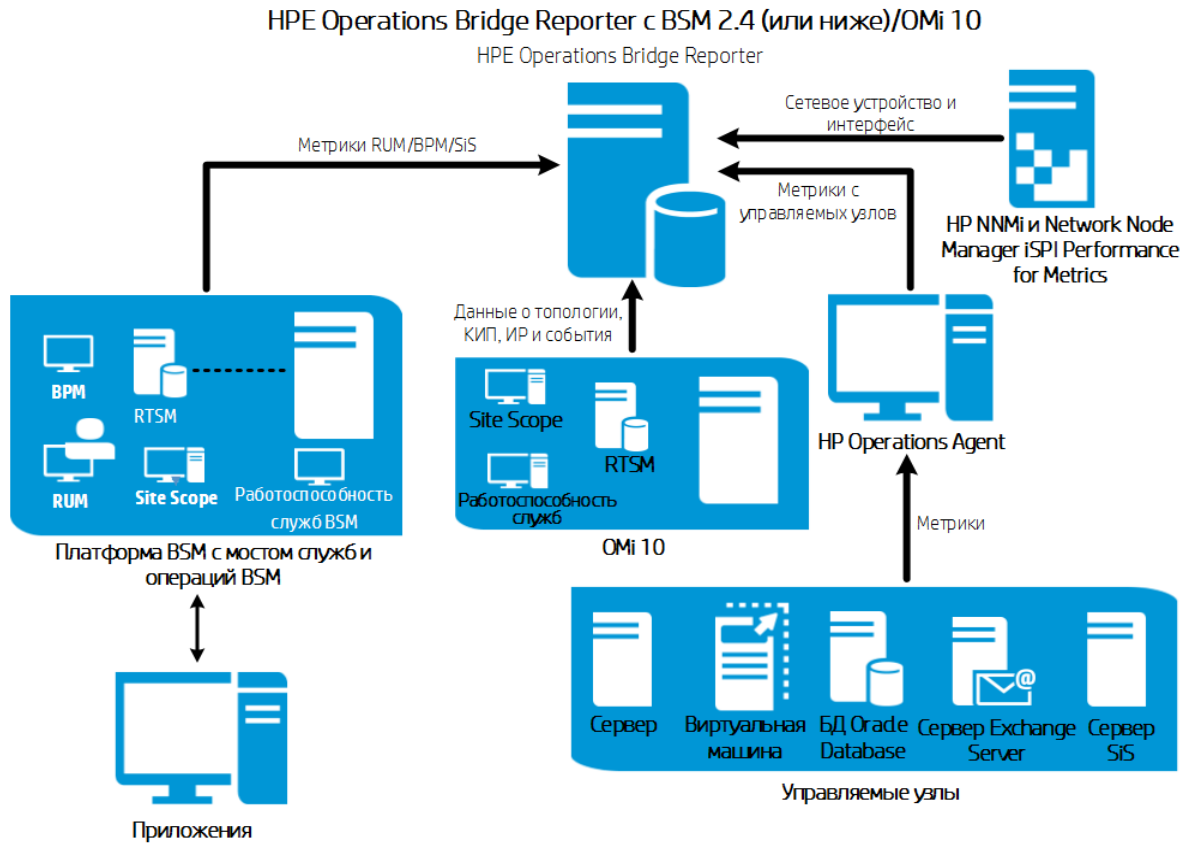 HPE Operations Bridge Reporter с BSM 2.4 (или ниже)/OMi 10
HPE Operations Bridge Reporter
Сетевое устройство и
интерфейс
Метрики RUM/BPM/SiS
Метрики с
управляемых узлов
HP NNMi и Network Node
Manager iSPI Performance
for Metrics
Данные о топологии,
КИП, ИР и события
BPM
RTSM
RUM
Site Scope
Работоспособность
служб BSM
Платформа BSM с мостом служб и
операций BSM
Site Scope
RTSM
Работоспособность
служб
OMi 10
HP Operations Agent
Метрики
Сервер
Виртуальная
машина
БД Oracle
Database
Сервер Exchange
Server
Сервер
SiS
Управляемые узлы
Приложения